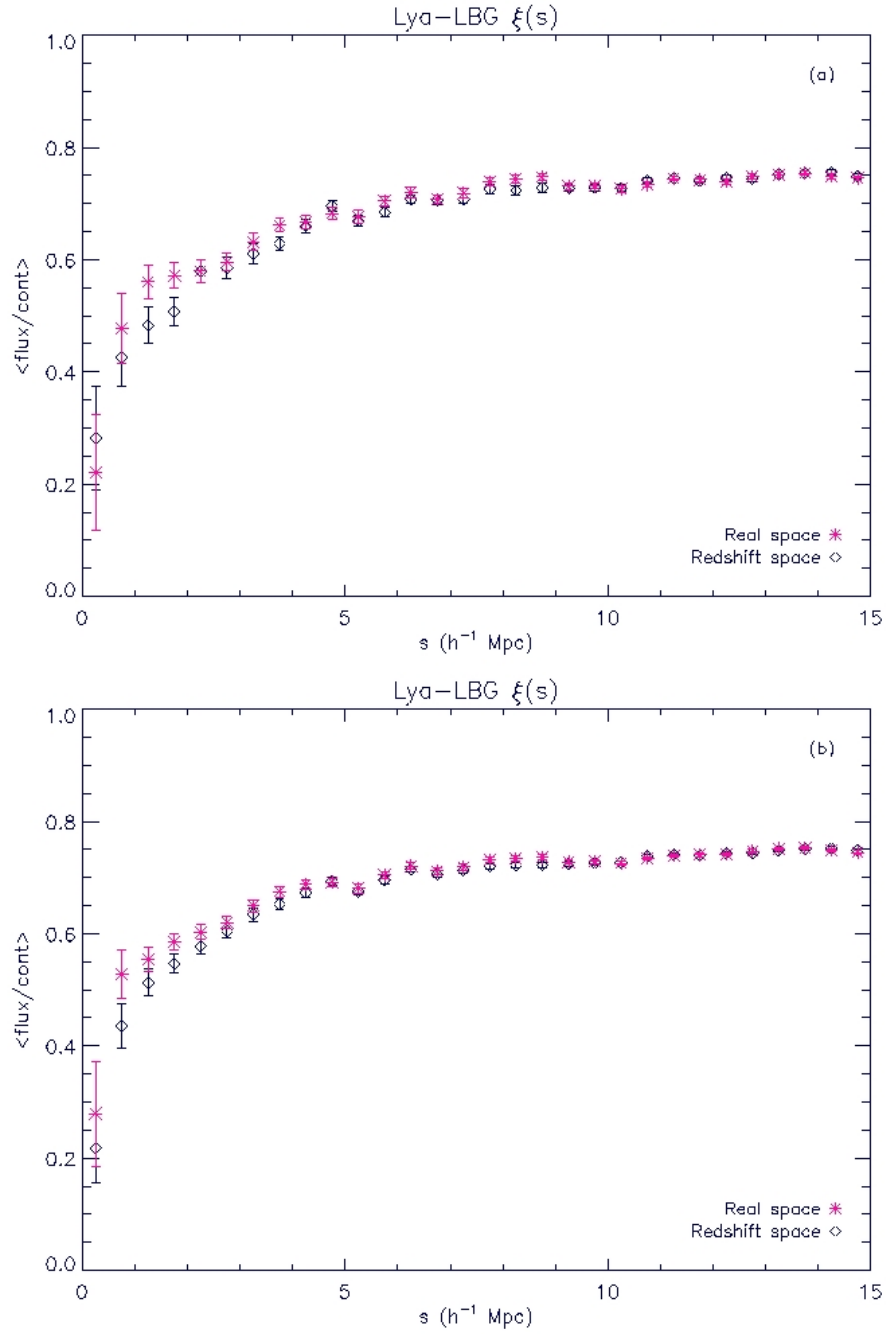 Lya-LBG ξ(s)
1.0
(a)
0.8
0.6
<flux/cont>
0.4
0.2
Real space
Redshift space
0.0
0 5 10 15
s (h⁻¹ Mpc)
Lya-LBG ξ(s)
1.0
(b)
0.8
0.6
<flux/cont>
0.4
0.2
Real space
Redshift space
0.0
0 5 10 15
s (h⁻¹ Mpc)